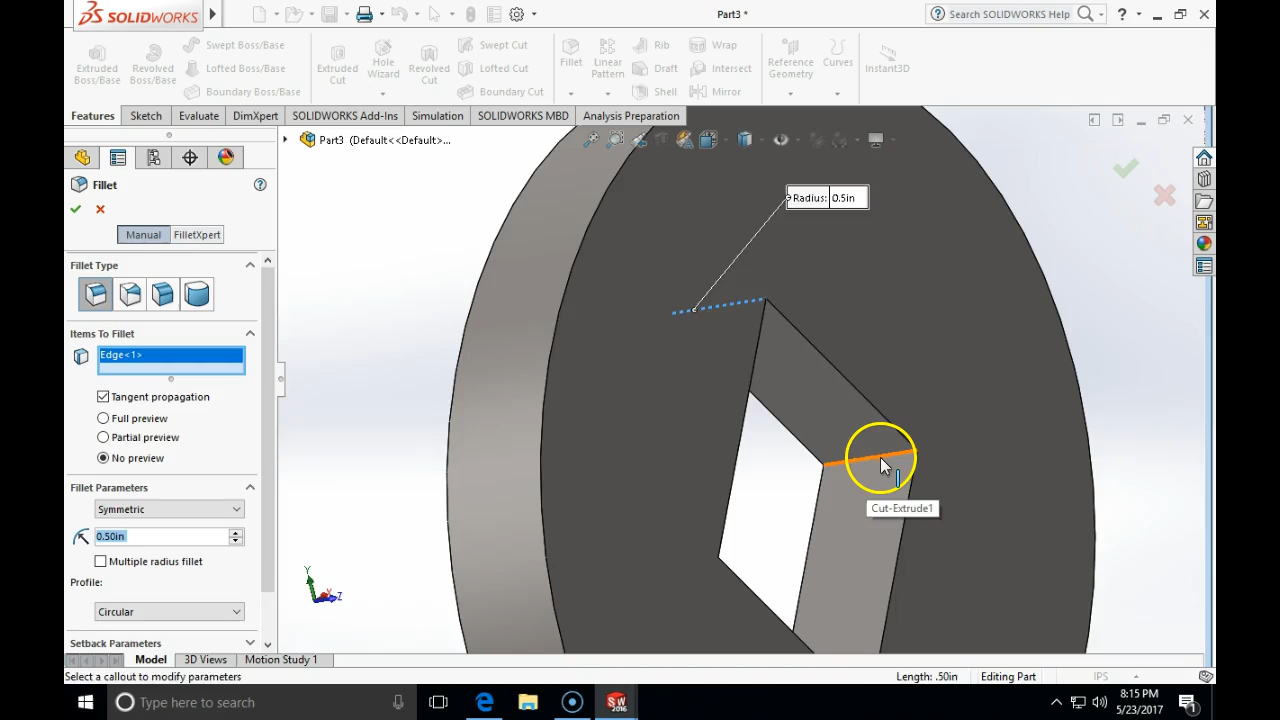 SOLIDWORKS
Part3 *
Search SOLIDWORKS Help
Extruded Boss/Base
Revolved Boss/Base
Swept Boss/Base
Lofted Boss/Base
Boundary Boss/Base
Extruded Cut
Hole Wizard
Revolved Cut
Swept Cut
Lofted Cut
Boundary Cut
Fillet
Linear Pattern
Rib
Draft
Shell
Wrap
Intersect
Mirror
Reference Geometry
Curves
Instant3D
Features Sketch Evaluate DimXpert SOLIDWORKS Add-Ins Simulation SOLIDWORKS MBD Analysis Preparation
Part3 (Default<<Default>...
Fillet
Manual FilletXpert
Fillet Type
Items To Fillet
Edge<1>
Tangent propagation
Full preview
Partial preview
No preview
Fillet Parameters
Symmetric
0.50in
Multiple radius fillet
Profile:
Circular
Setback Parameters
Radius: 0.5in
Cut-Extrude1
Y
X
Z
Model 3D Views Motion Study 1
Select a callout to modify parameters
Length: .50in Editing Part IPS
Type here to search
SW
2016
8:15 PM
5/23/2017
1